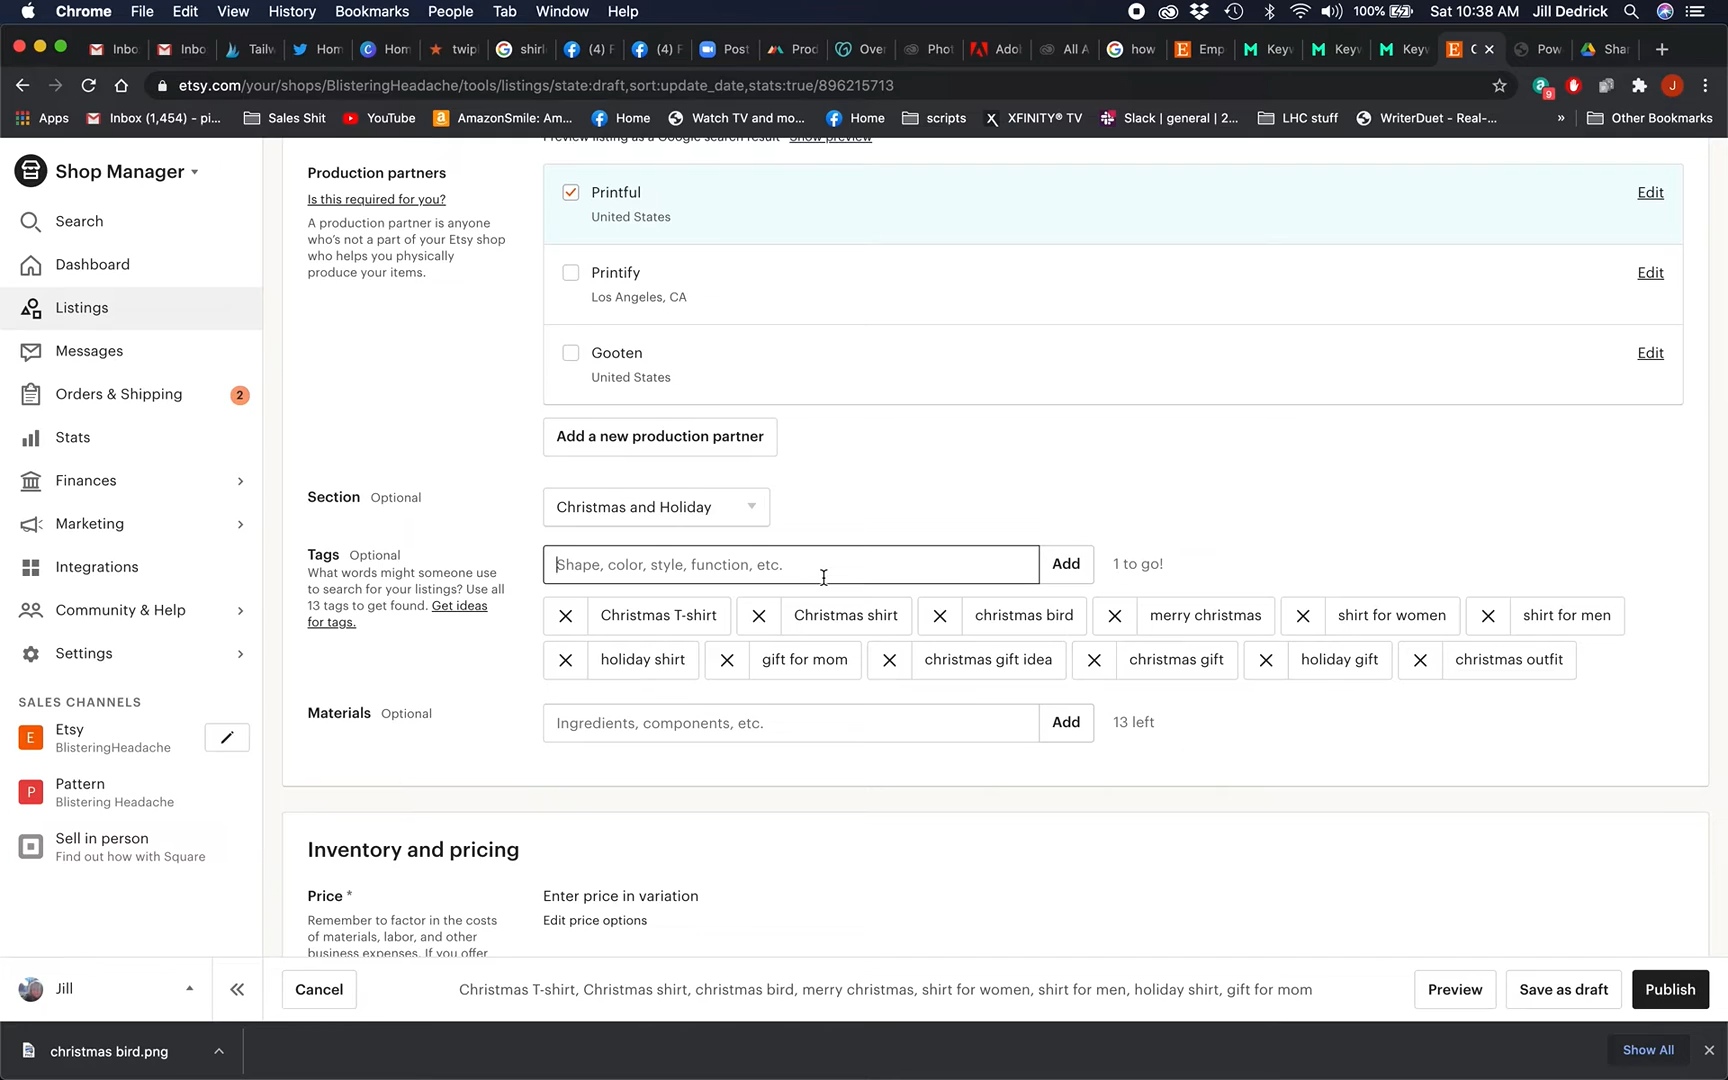 Chrome File Edit View History Bookmarks People Tab Window Help 100% Sat 10:38 AM Jill Dedrick
Inbo Inbo Tailw Hom Hom twip shirl (4) F (4) F Post Prod Over Phot Adol All A how Emp Keyv Keyv Keyv C Pow Shar
etsy.com/your/shops/BlisteringHeadache/tools/listings/state:draft,sort:update_date,stats:true/896215713
Apps Inbox (1,454) - pi... Sales Shit YouTube AmazonSmile: Am... Home Watch TV and mo... Home scripts XFINITY® TV Slack | general | 2... LHC stuff WriterDuet - Real-... » Other Bookmarks
Preview listing as a Google search result Show preview
Shop Manager
Search
Dashboard
Listings
Messages
Orders & Shipping 2
Stats
Finances
Marketing
Integrations
Community & Help
Settings
SALES CHANNELS
E Etsy
BlisteringHeadache
P Pattern
Blistering Headache
Sell in person
Find out how with Square
Jill
Production partners
Is this required for you?
A production partner is anyone
who's not a part of your Etsy shop
who helps you physically
produce your items.
Printful Edit
United States
Printify Edit
Los Angeles, CA
Gooten Edit
United States
Add a new production partner
Section Optional
Christmas and Holiday
Tags Optional
What words might someone use
to search for your listings? Use all
13 tags to get found. Get ideas
for tags.
Shape, color, style, function, etc. Add 1 to go!
Christmas T-shirt Christmas shirt christmas bird merry christmas shirt for women shirt for men
holiday shirt gift for mom christmas gift idea christmas gift holiday gift christmas outfit
Materials Optional
Ingredients, components, etc. Add 13 left
Inventory and pricing
Price *
Remember to factor in the costs
of materials, labor, and other
business expenses. If you offer
Enter price in variation
Edit price options
Cancel Christmas T-shirt, Christmas shirt, christmas bird, merry christmas, shirt for women, shirt for men, holiday shirt, gift for mom Preview Save as draft Publish
christmas bird.png Show All